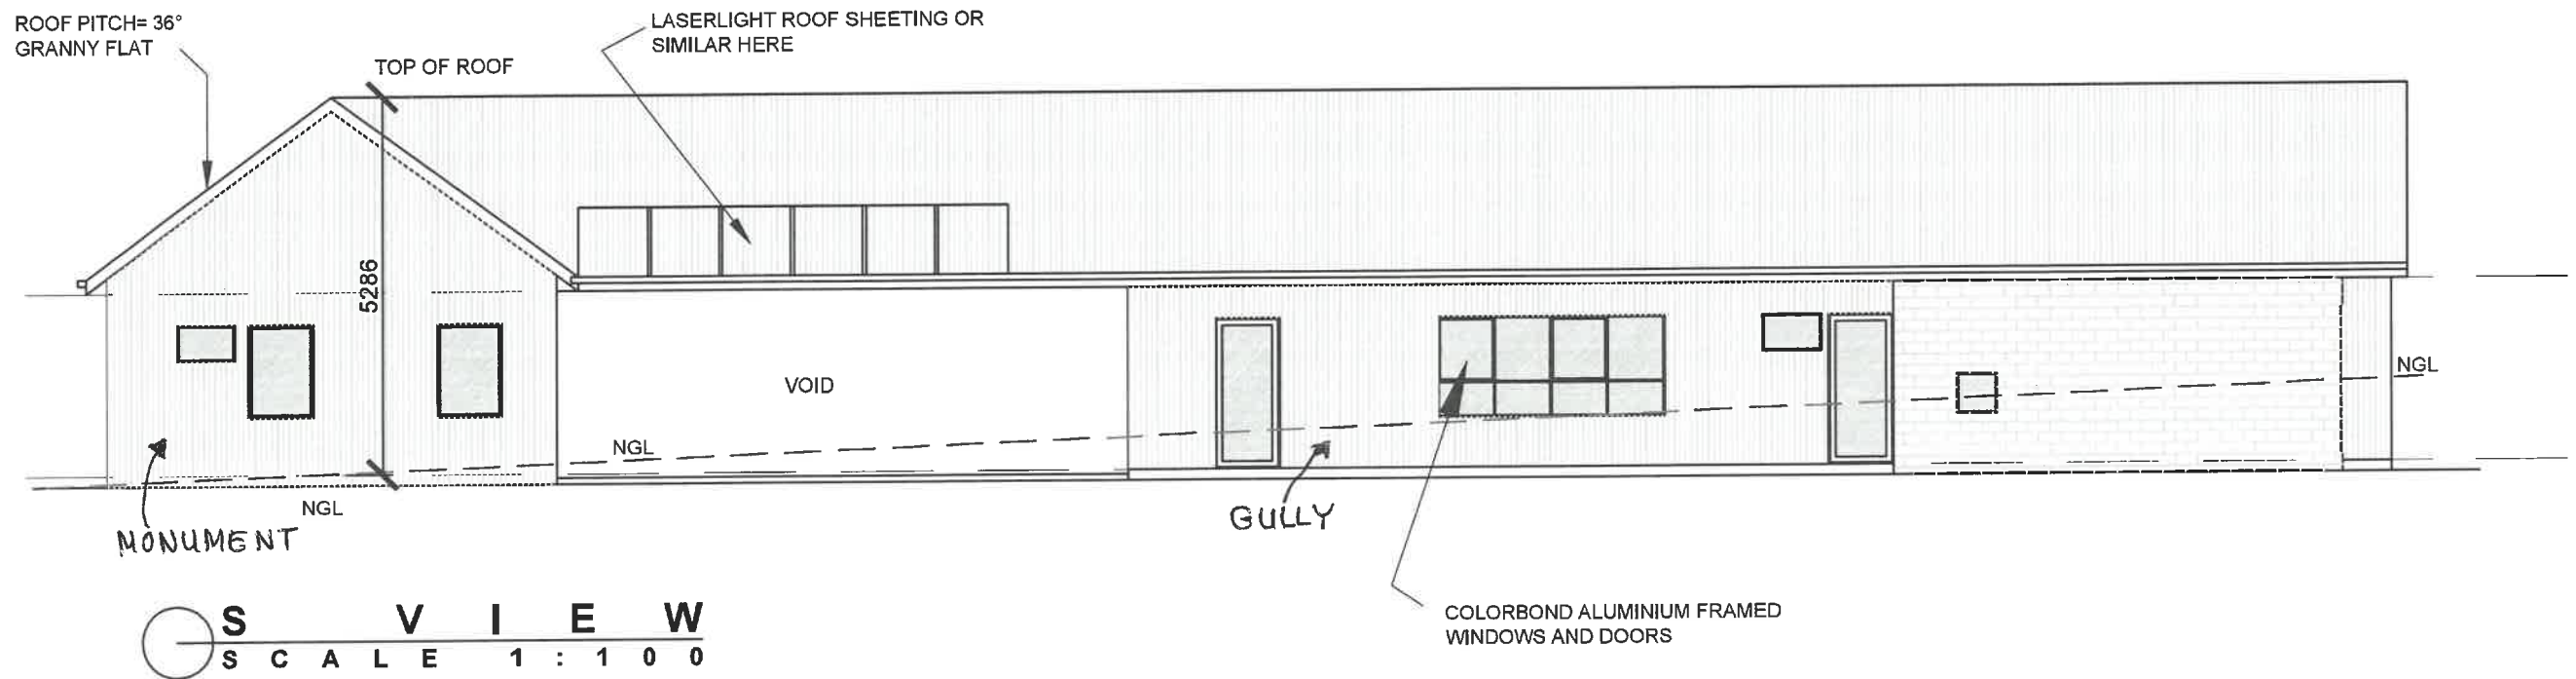 ROOF PITCH= 36°
GRANNY FLAT
LASERLIGHT ROOF SHEETING OR
SIMILAR HERE
TOP OF ROOF
5286
VOID
NGL
NGL
NGL
MONUMENT
GULLY
COLORBOND ALUMINIUM FRAMED
WINDOWS AND DOORS
S VIEW
SCALE 1:100